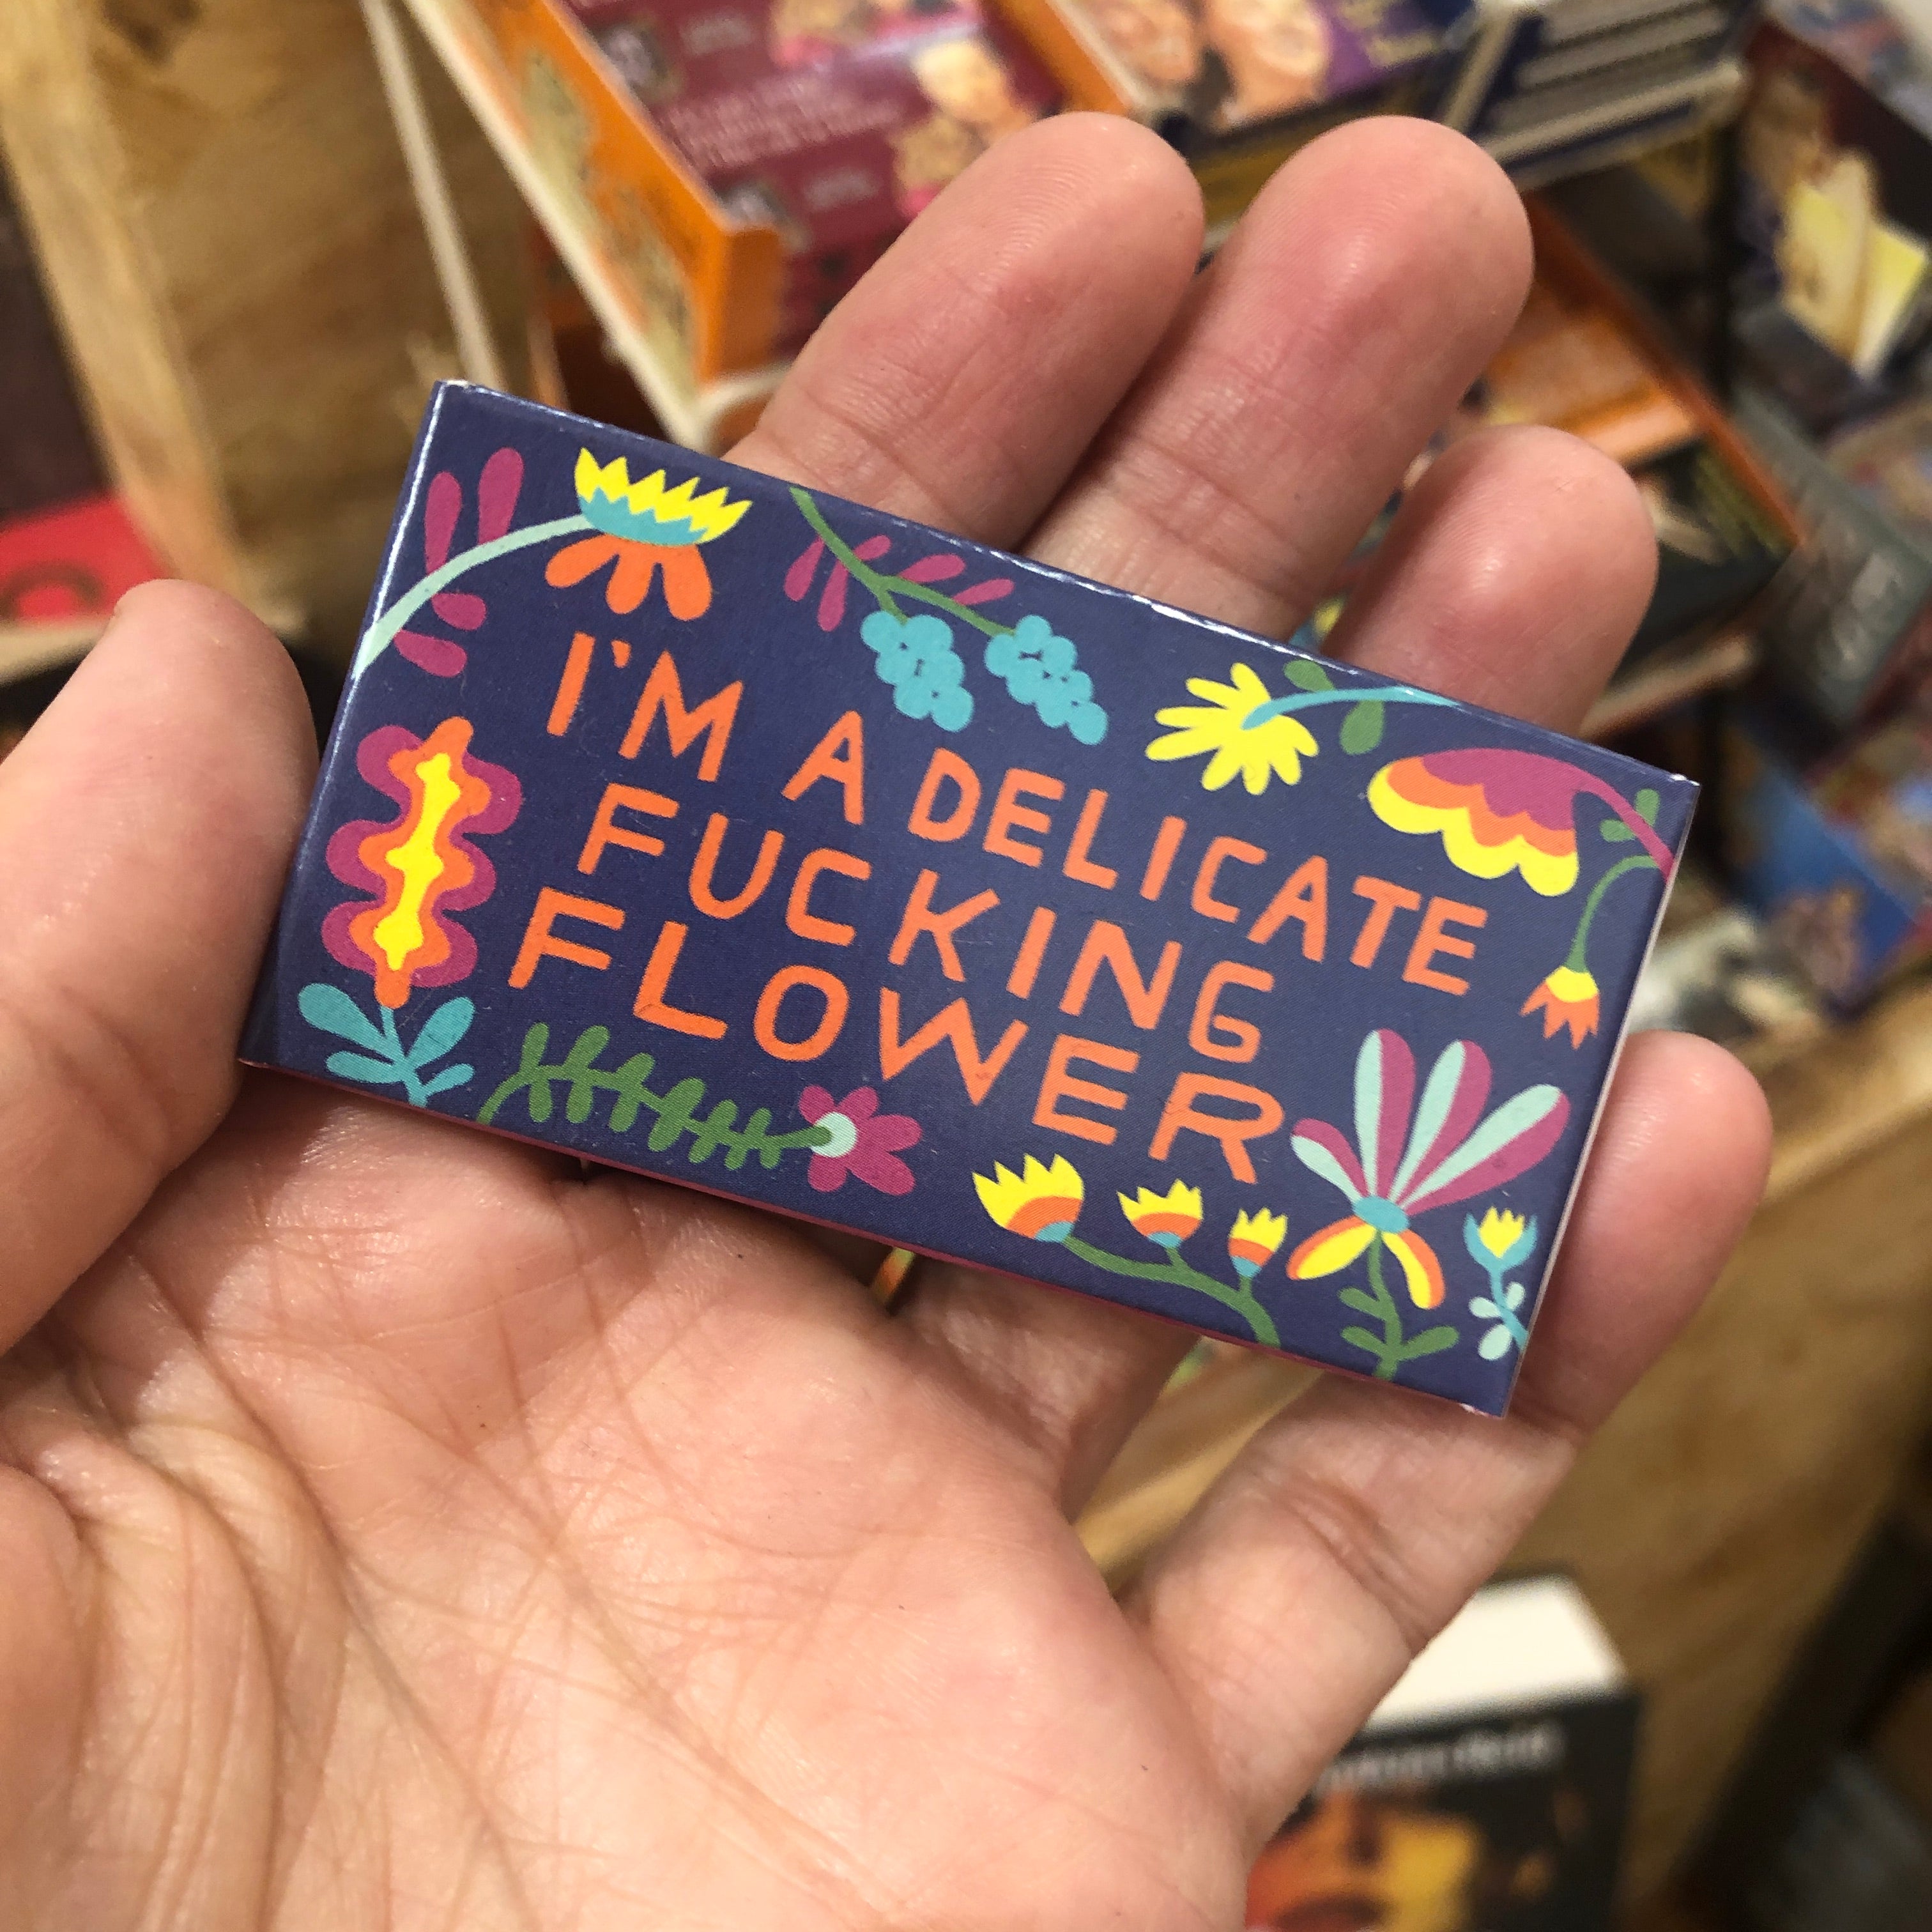 I'M A DELICATE
FUCKING
FLOWER